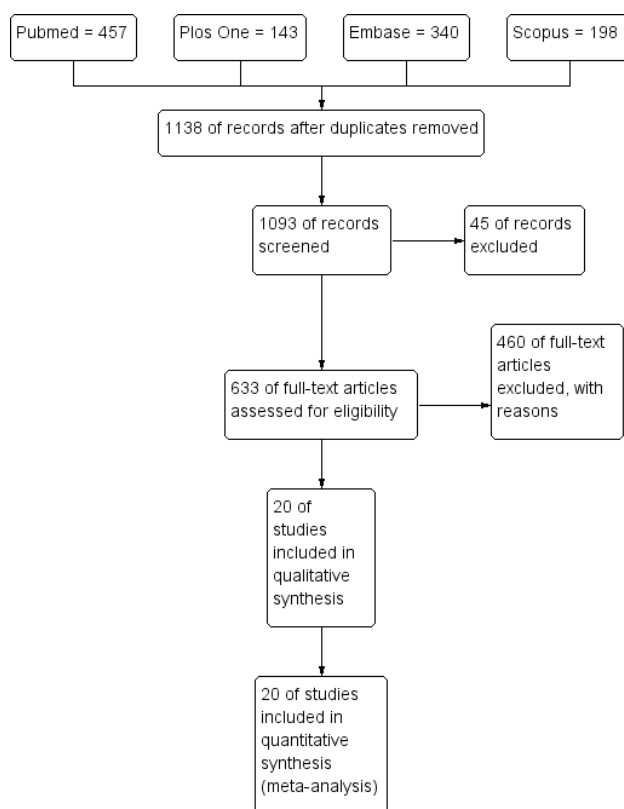 Pubmed = 457
Plos One = 143
Embase = 340
Scopus = 198
1138 of records after duplicates removed
1093 of records
screened
45 of records
excluded
633 of full-text articles
assessed for eligibility
460 of full-text
articles
excluded, with
reasons
20 of
studies
included in
qualitative
synthesis
20 of studies
included in
quantitative
synthesis
(meta-analysis)